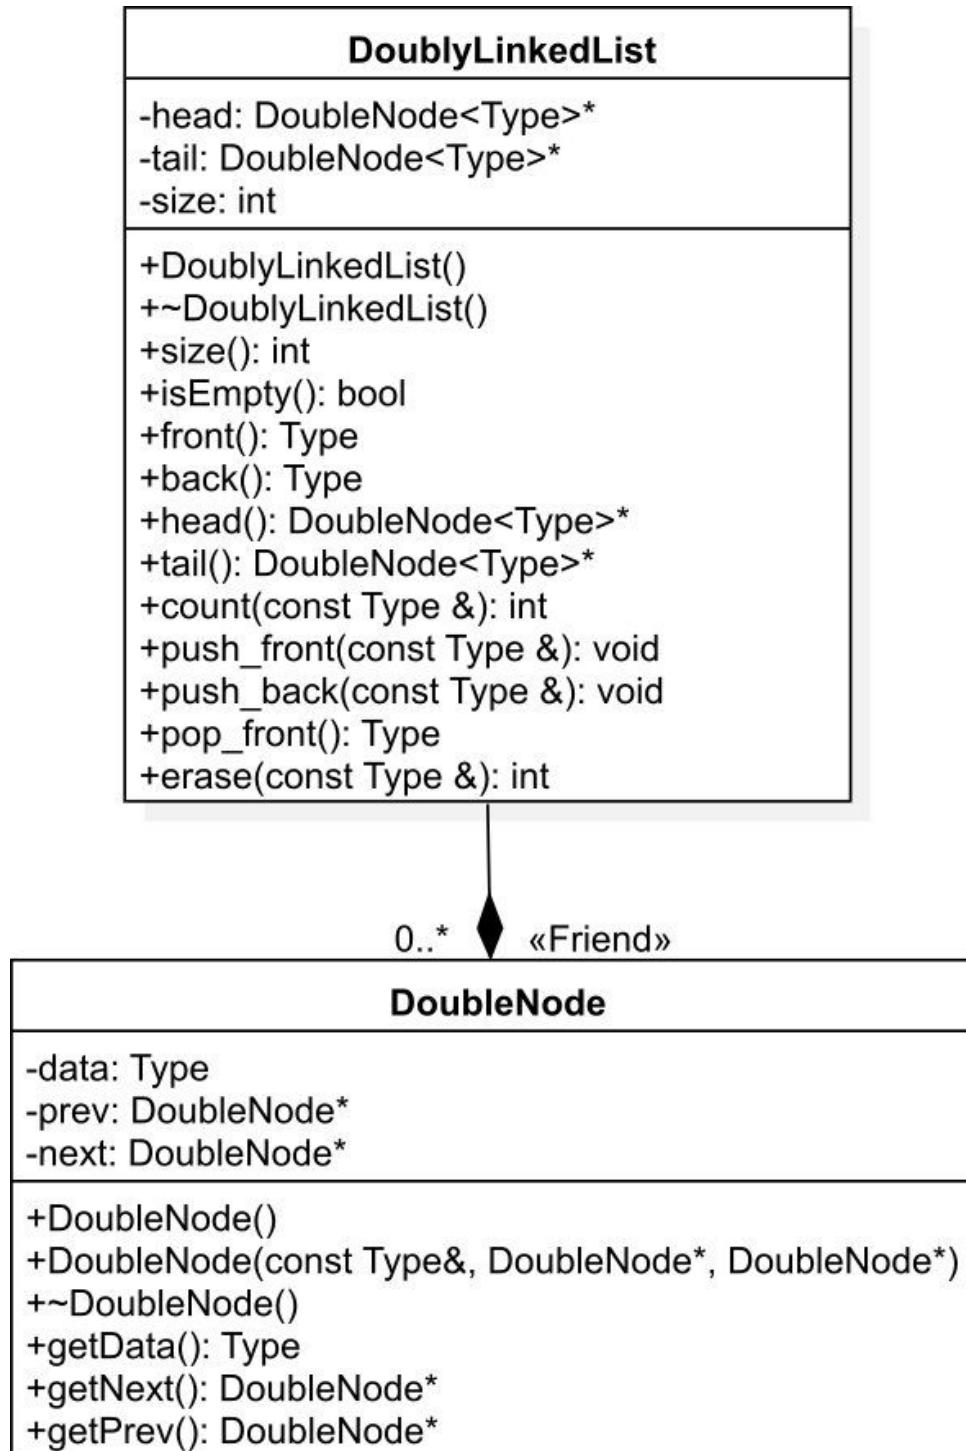 DoublyLinkedList
-head: DoubleNode<Type>*
-tail: DoubleNode<Type>*
-size: int
+DoublyLinkedList()
+~DoublyLinkedList()
+size(): int
+isEmpty(): bool
+front(): Type
+back(): Type
+head(): DoubleNode<Type>*
+tail(): DoubleNode<Type>*
+count(const Type &): int
+push_front(const Type &): void
+push_back(const Type &): void
+pop_front(): Type
+erase(const Type &): int
0..* «Friend»
DoubleNode
-data: Type
-prev: DoubleNode*
-next: DoubleNode*
+DoubleNode()
+DoubleNode(const Type&, DoubleNode*, DoubleNode*)
+~DoubleNode()
+getData(): Type
+getNext(): DoubleNode*
+getPrev(): DoubleNode*